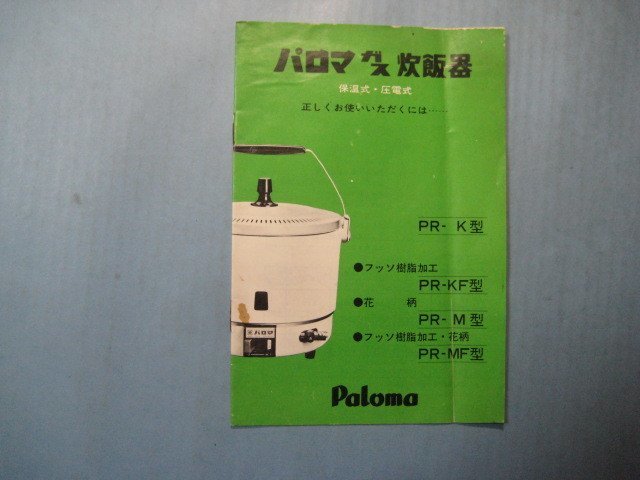 パロマ ガス 炊飯器
保温式・圧電式
正しくお使いいただくには……
PR- K型
●フッソ樹脂加工
PR-KF型
●花 柄
PR- M型
●フッソ樹脂加工・花柄
PR-MF型
パロマ
Paloma